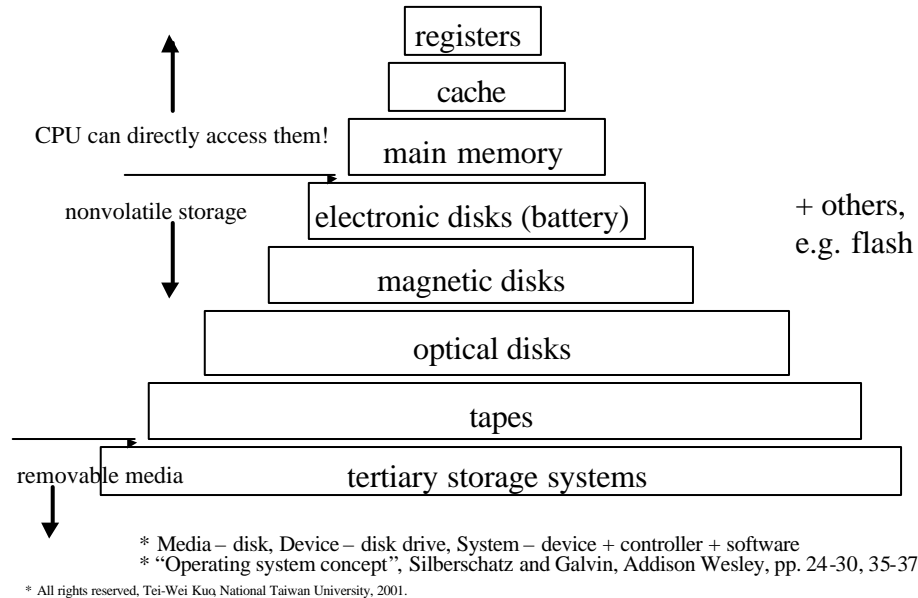 registers
cache
CPU can directly access them!
main memory
nonvolatile storage
electronic disks (battery)
+ others,
e.g. flash
magnetic disks
optical disks
tapes
removable media
tertiary storage systems
* Media – disk, Device – disk drive, System – device + controller + software
* “Operating system concept”, Silberschatz and Galvin, Addison Wesley, pp. 24-30, 35-37
* All rights reserved, Tei-Wei Kuo, National Taiwan University, 2001.